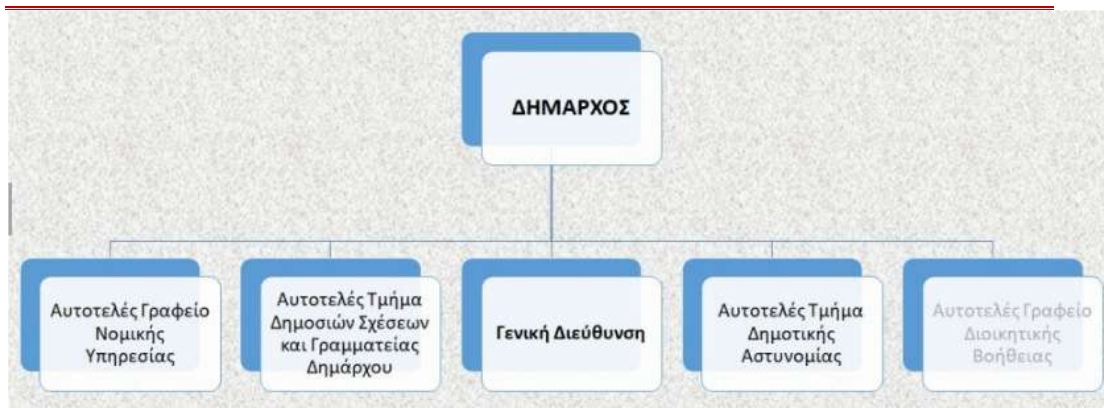 ΔΗΜΑΡΧΟΣ
Αυτοτελές Γραφείο
Νομικής
Υπηρεσίας
Αυτοτελές Τμήμα
Δημοσιών Σχέσεων
και Γραμματείας
Δημάρχου
Γενική Διεύθυνση
Αυτοτελές Τμήμα
Δημοτικής
Αστυνομίας
Αυτοτελές Γραφείο
Διοικητικής
Βοήθειας